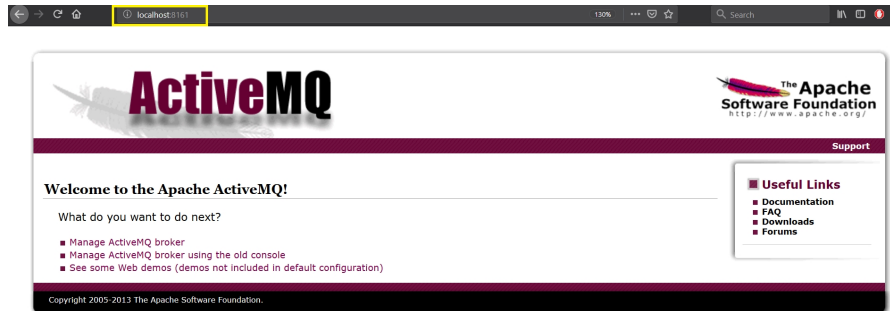 localhost:8161
130%
Search
ActiveMQ
The Apache
Software Foundation
http://www.apache.org/
Support
Welcome to the Apache ActiveMQ!
Useful Links
Documentation
FAQ
Downloads
Forums
What do you want to do next?
Manage ActiveMQ broker
Manage ActiveMQ broker using the old console
See some Web demos (demos not included in default configuration)
Copyright 2005-2013 The Apache Software Foundation.